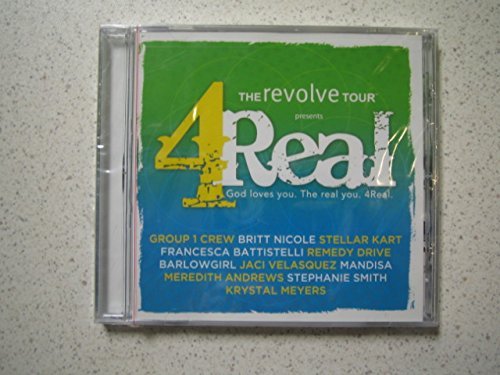 THE revolve TOUR™
presents
4Real
God loves you. The real you. 4Real.
GROUP 1 CREW BRITT NICOLE STELLAR KART
FRANCESCA BATTISTELLI REMEDY DRIVE
BARLOWGIRL JACI VELASQUEZ MANDISA
MEREDITH ANDREWS STEPHANIE SMITH
KRYSTAL MEYERS